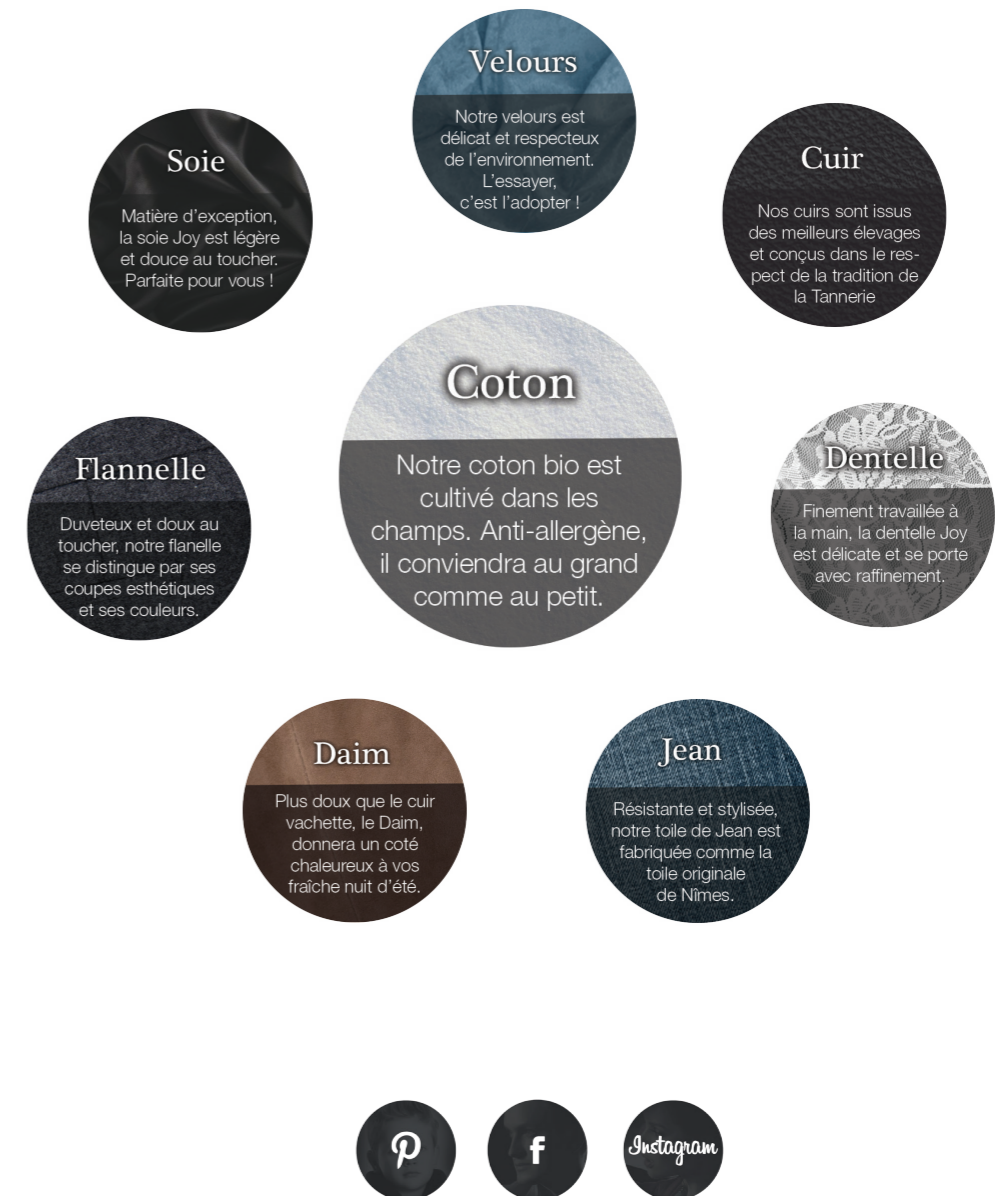 Velours
Notre velours est
délicat et respecteux
de l'environnement.
L'essayer,
c'est l'adopter !
Soie
Matière d'exception,
la soie Joy est légère
et douce au toucher.
Parfaite pour vous !
Cuir
Nos cuirs sont issus
des meilleurs élevages
et conçus dans le res-
pect de la tradition de
la Tannerie
Coton
Notre coton bio est
cultivé dans les
champs. Anti-allergène,
il conviendra au grand
comme au petit.
Flannelle
Duveteux et doux au
toucher, notre flanelle
se distingue par ses
coupes esthétiques
et ses couleurs.
Dentelle
Finement travaillée à
la main, la dentelle Joy
est délicate et se porte
avec raffinement.
Daim
Plus doux que le cuir
vachette, le Daim,
donnera un coté
chaleureux à vos
fraîche nuit d'été.
Jean
Résistante et stylisée,
notre toile de Jean est
fabriquée comme la
toile originale
de Nîmes.
f
Instagram